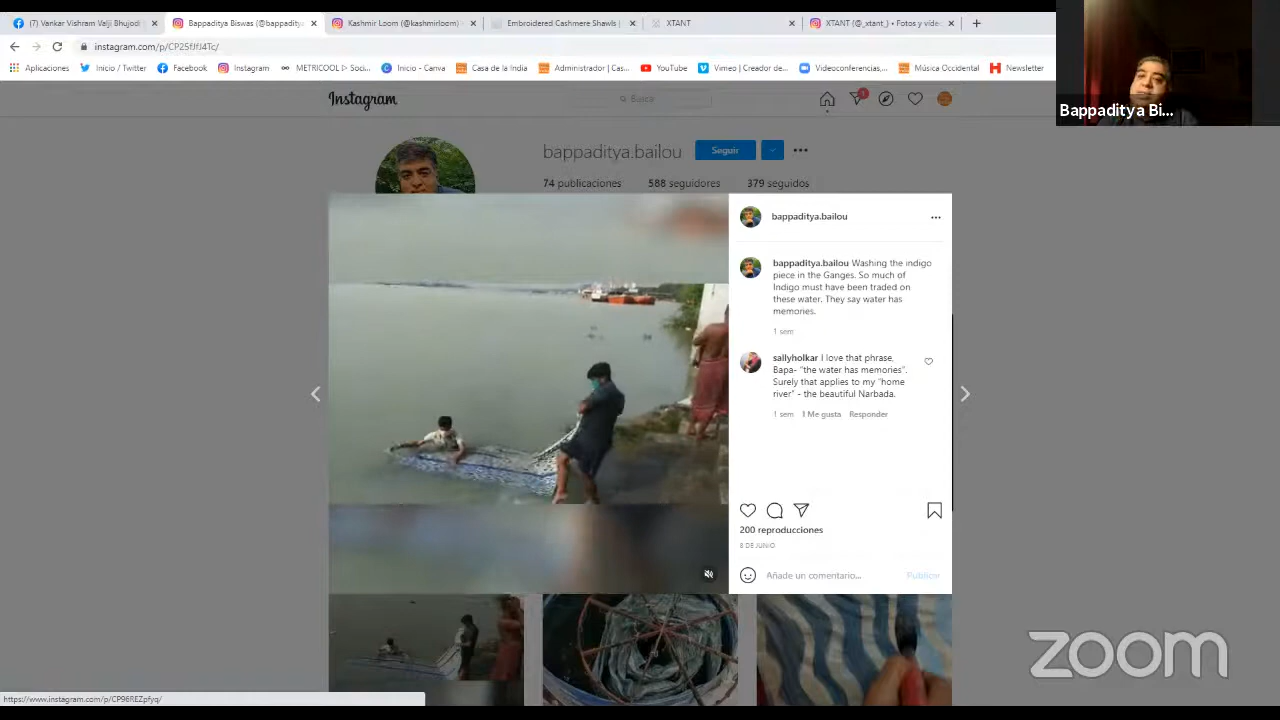 (7) Vankar Vishram Valji Bhujodi
Bappaditya Biswas (@bappaditya
Kashmir Loom (@kashmirloom)
Embroidered Cashmere Shawls |
XTANT
XTANT (@_xtant_) • Fotos y víde
instagram.com/p/CP25fJfJ4Tc/
Aplicaciones
Inicio / Twitter
Facebook
Instagram
METRICOOL ▷ Soci...
Inicio - Canva
Casa de la India
Administrador | Cas...
YouTube
Vimeo | Creador de...
Videoconferencias,...
Música Occidental
Newsletter
Bappaditya Bi...
Instagram
Busca
1
bappaditya.bailou
Seguir
74 publicaciones
588 seguidores
379 seguidos
bappaditya.bailou
bappaditya.bailou Washing the indigo
piece in the Ganges. So much of
Indigo must have been traded on
these water. They say water has
memories.
1 sem
sallyholkar I love that phrase,
Bapa- "the water has memories".
Surely that applies to my "home
river" - the beautiful Narbada.
1 sem 1 Me gusta Responder
200 reproducciones
8 DE JUNIO
Añade un comentario...
Publicar
zoom
https://www.instagram.com/p/CP96REZpfyq/